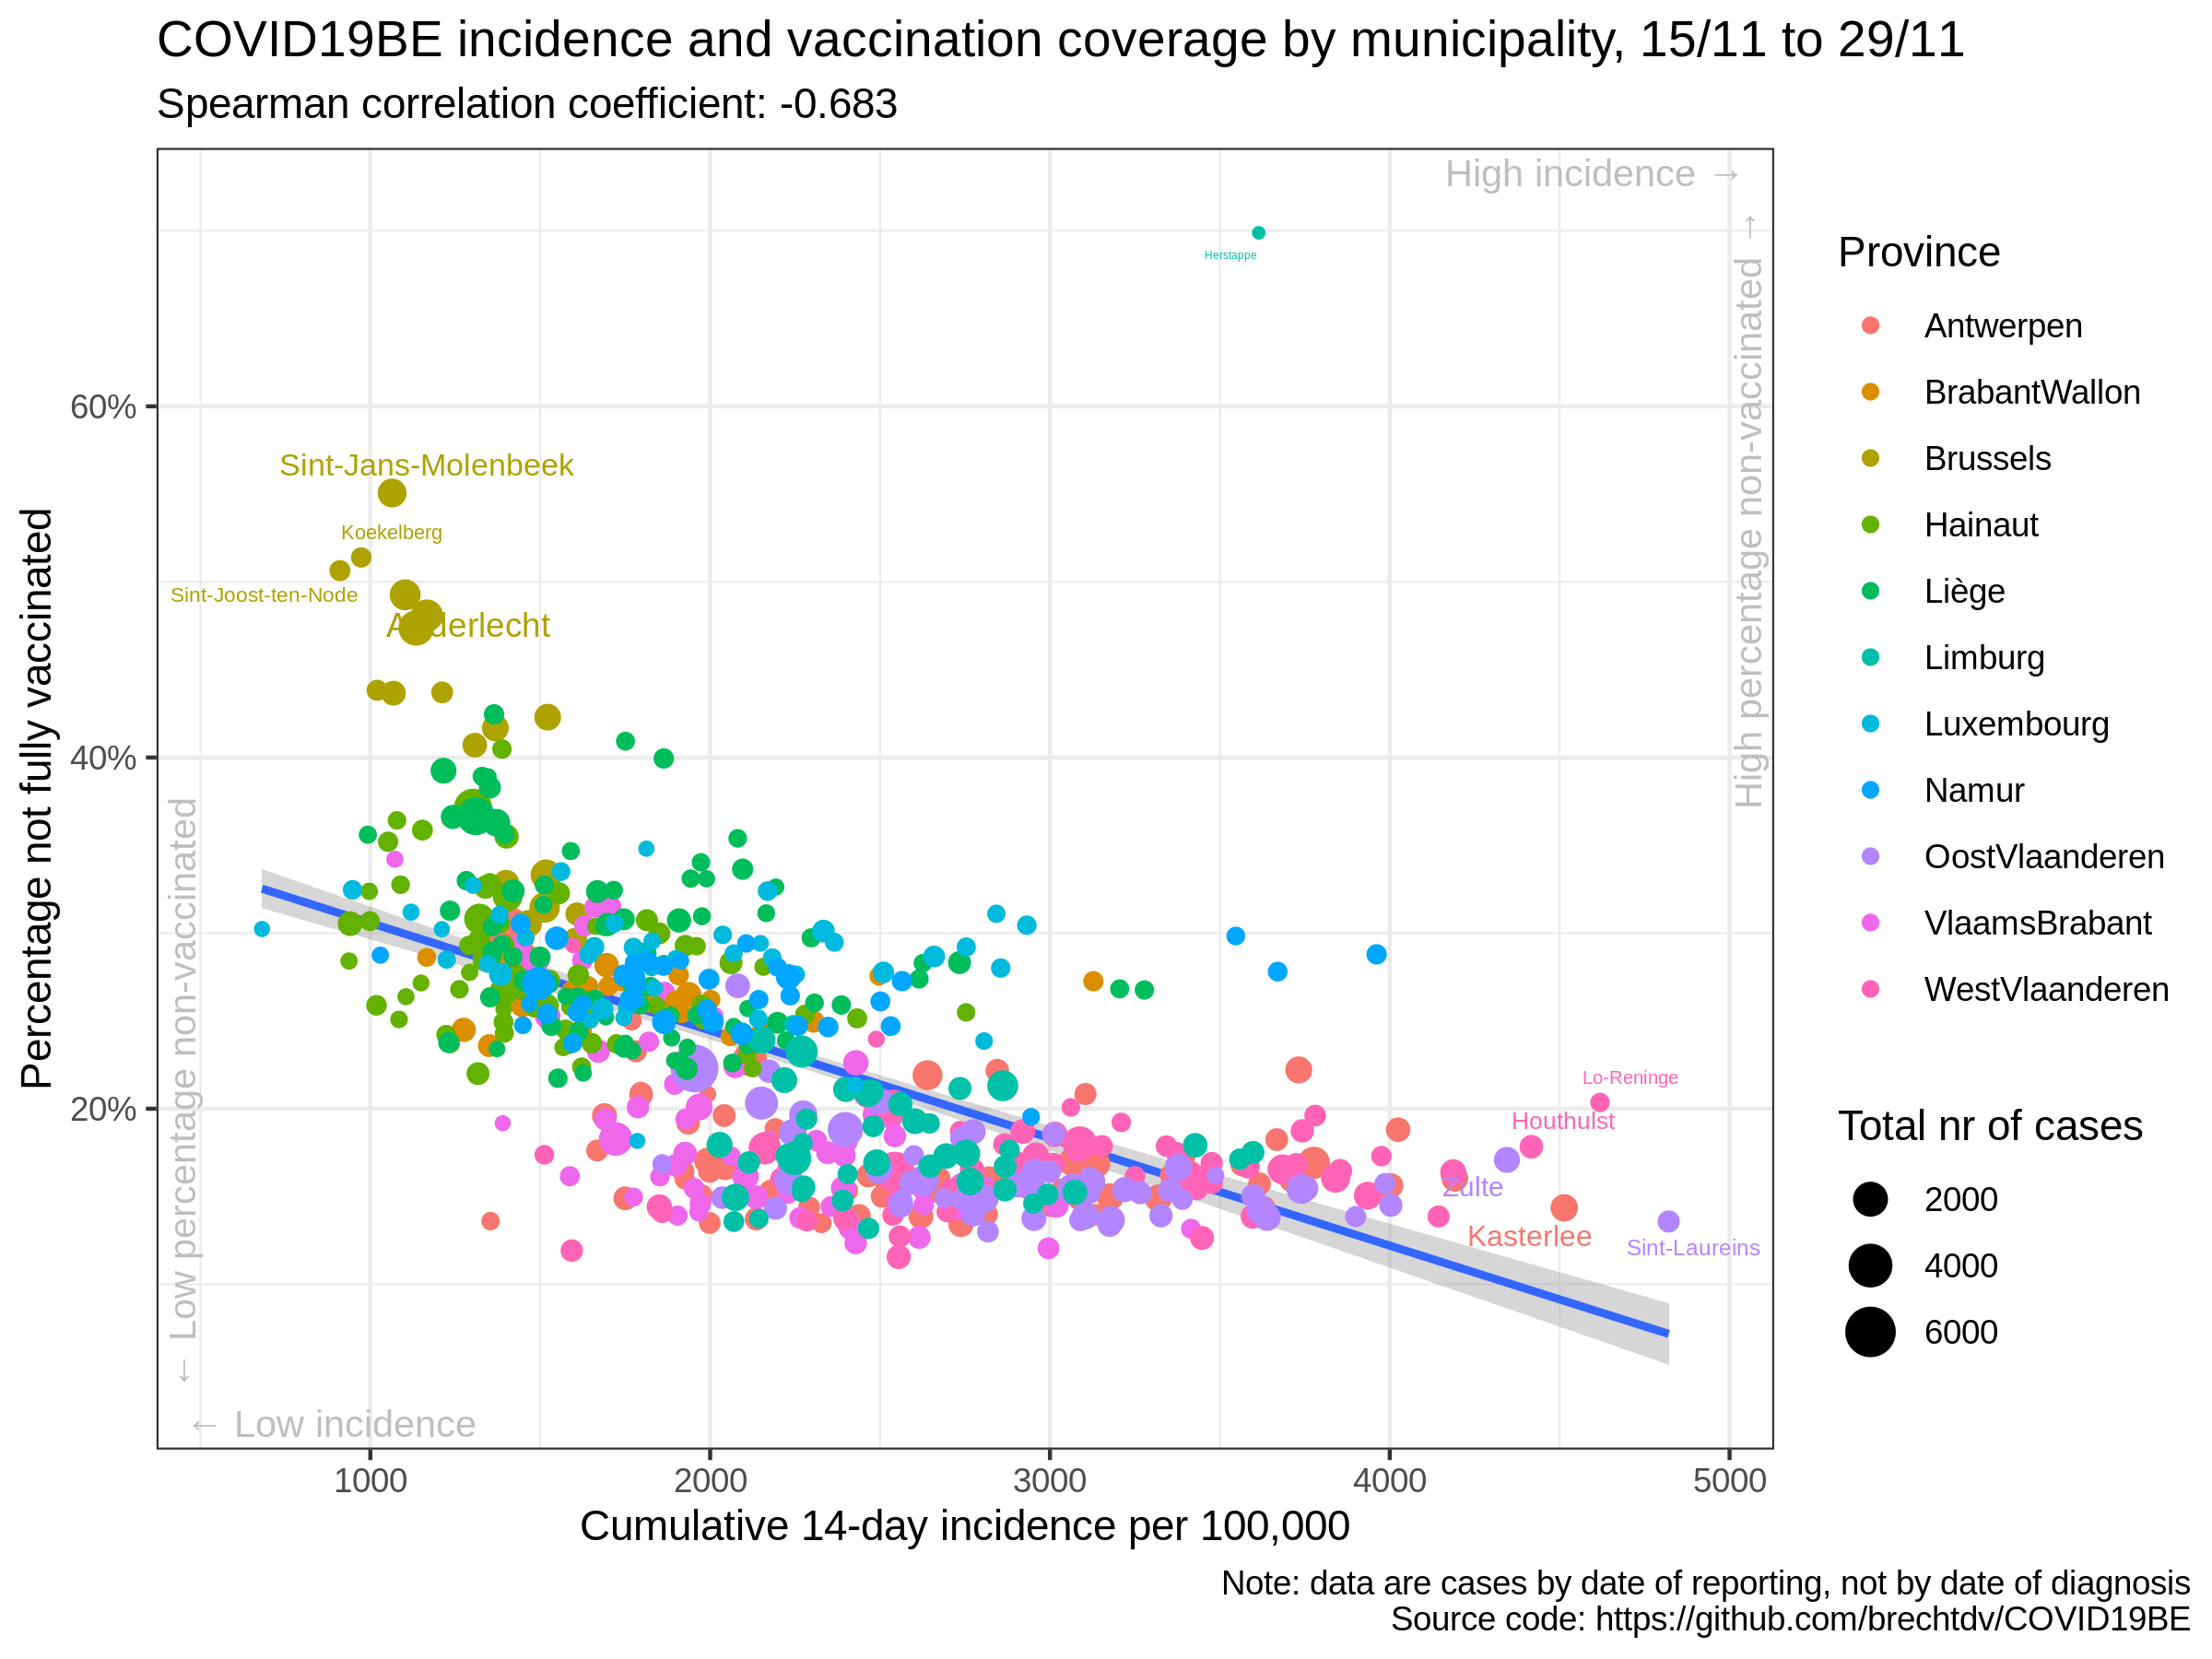 COVID19BE incidence and vaccination coverage by municipality, 15/11 to 29/11
Spearman correlation coefficient: -0.683
High incidence →
High percentage non-vaccinated →
Herstappe
Sint-Jans-Molenbeek
Koekelberg
Sint-Joost-ten-Node
Anderlecht
Lo-Reninge
Houthulst
Zulte
Kasterlee
Sint-Laureins
← Low percentage non-vaccinated
← Low incidence
Percentage not fully vaccinated
60%
40%
20%
1000
2000
3000
4000
5000
Cumulative 14-day incidence per 100,000
Province
Antwerpen
BrabantWallon
Brussels
Hainaut
Liège
Limburg
Luxembourg
Namur
OostVlaanderen
VlaamsBrabant
WestVlaanderen
Total nr of cases
2000
4000
6000
Note: data are cases by date of reporting, not by date of diagnosis
Source code: https://github.com/brechtdv/COVID19BE